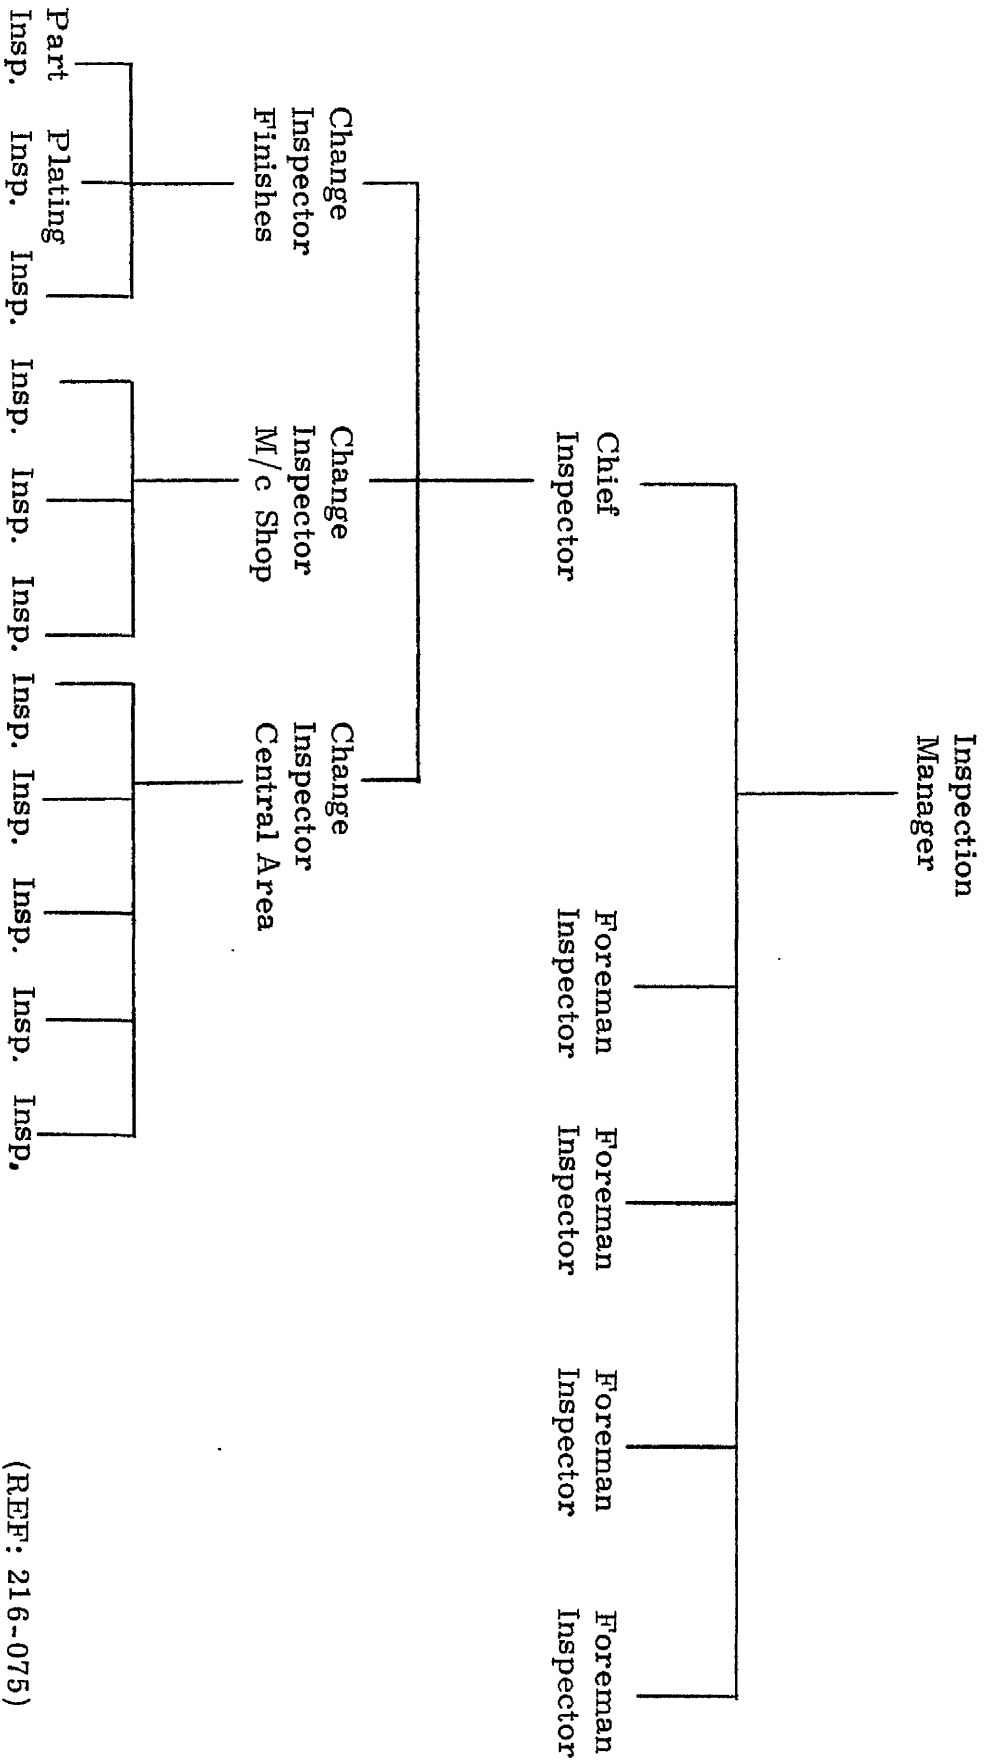 Inspection
Manager
Chief
Inspector
Foreman
Inspector
Foreman
Inspector
Foreman
Inspector
Foreman
Inspector
Change
Inspector
Finishes
Change
Inspector
M/c Shop
Change
Inspector
Central Area
Part
Insp.
Plating
Insp.
Insp.
Insp.
Insp.
Insp.
Insp.
Insp.
Insp.
Insp.
Insp.
(REF: 216-075)